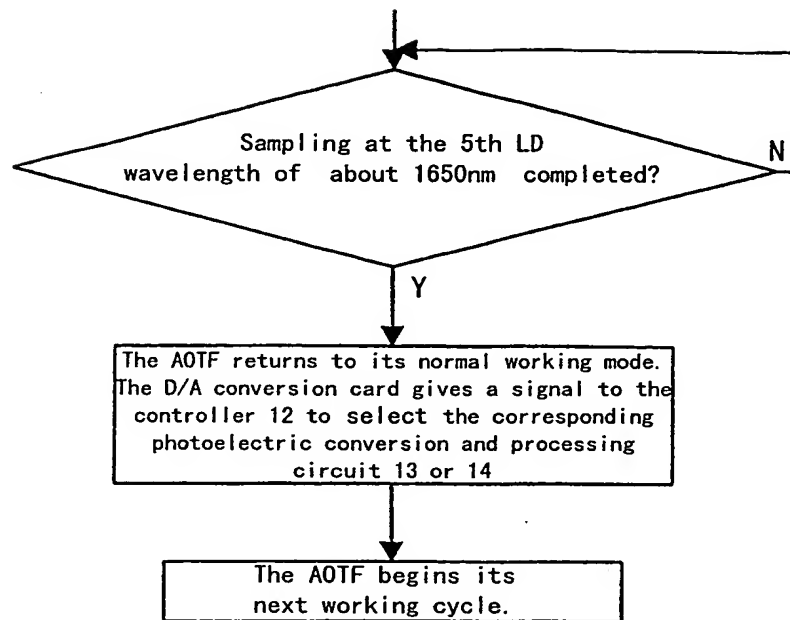 Sampling at the 5th LD
wavelength of about 1650nm completed?
N
Y
The AOTF returns to its normal working mode.
The D/A conversion card gives a signal to the
controller 12 to select the corresponding
photoelectric conversion and processing
circuit 13 or 14
The AOTF begins its
next working cycle.